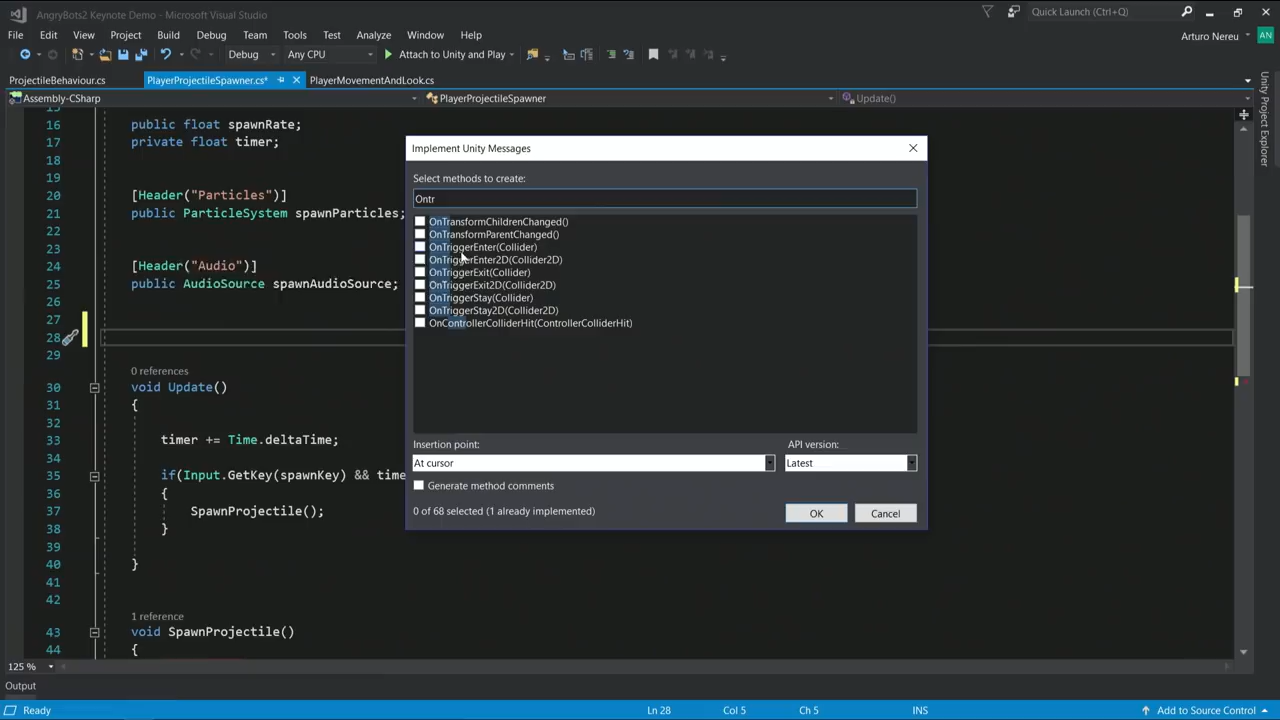 AngryBots2 Keynote Demo - Microsoft Visual Studio
Quick Launch (Ctrl+Q)
File Edit View Project Build Debug Team Tools Test Analyze Window Help
Arturo Nereu AN
Debug Any CPU Attach to Unity and Play
ProjectileBehaviour.cs PlayerProjectileSpawner.cs* PlayerMovementAndLook.cs
Assembly-CSharp PlayerProjectileSpawner Update()
Unity Project Explorer
16 public float spawnRate;
17 private float timer;
18
19
20 [Header("Particles")]
21 public ParticleSystem spawnParticles;
22
23
24 [Header("Audio")]
25 public AudioSource spawnAudioSource;
26
27
28
29
0 references
30 void Update()
31 {
32
33 timer += Time.deltaTime;
34
35 if(Input.GetKey(spawnKey) && time
36 {
37 SpawnProjectile();
38 }
39
40 }
41
42
1 reference
43 void SpawnProjectile()
44 {
Implement Unity Messages
Select methods to create:
Ontr
OnTransformChildrenChanged()
OnTransformParentChanged()
OnTriggerEnter(Collider)
OnTriggerEnter2D(Collider2D)
OnTriggerExit(Collider)
OnTriggerExit2D(Collider2D)
OnTriggerStay(Collider)
OnTriggerStay2D(Collider2D)
OnControllerColliderHit(ControllerColliderHit)
Insertion point: API version:
At cursor Latest
Generate method comments
0 of 68 selected (1 already implemented)
OK Cancel
125 %
Output
Ready Ln 28 Col 5 Ch 5 INS Add to Source Control